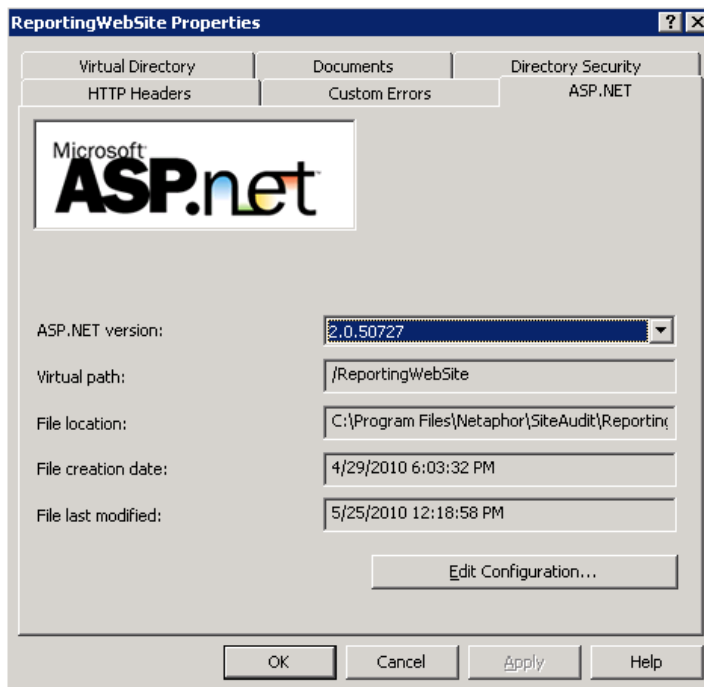 ReportingWebSite Properties
Virtual Directory Documents Directory Security
HTTP Headers Custom Errors ASP.NET
Microsoft
ASP.net
ASP.NET version: 2.0.50727
Virtual path: /ReportingWebSite
File location: C:\Program Files\Netaphor\SiteAudit\Reporting
File creation date: 4/29/2010 6:03:32 PM
File last modified: 5/25/2010 12:18:58 PM
Edit Configuration...
OK Cancel Apply Help